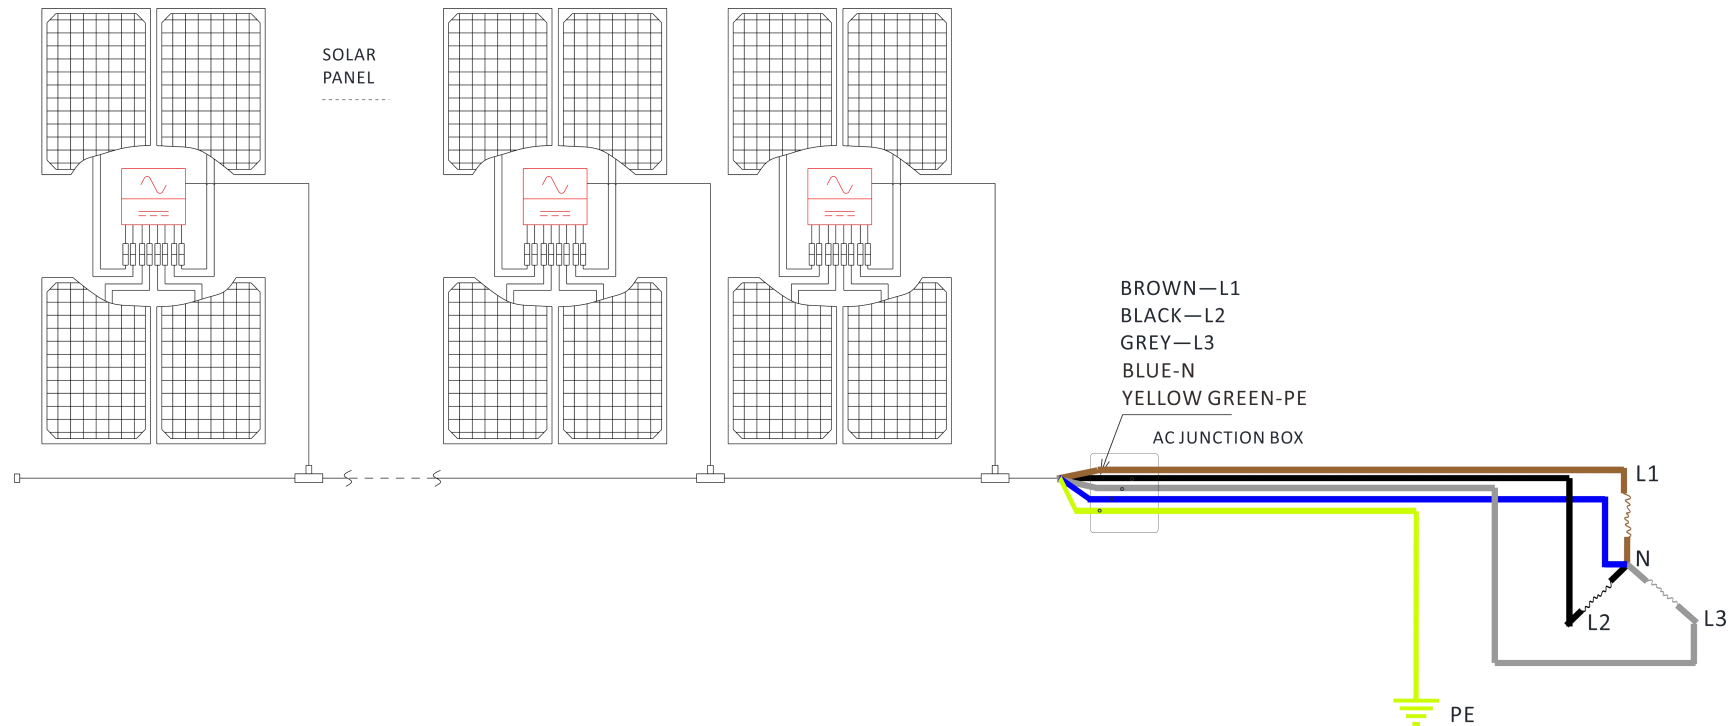 SOLAR
PANEL
BROWN—L1
BLACK—L2
GREY—L3
BLUE-N
YELLOW GREEN-PE
AC JUNCTION BOX
L1
N
L2
L3
PE